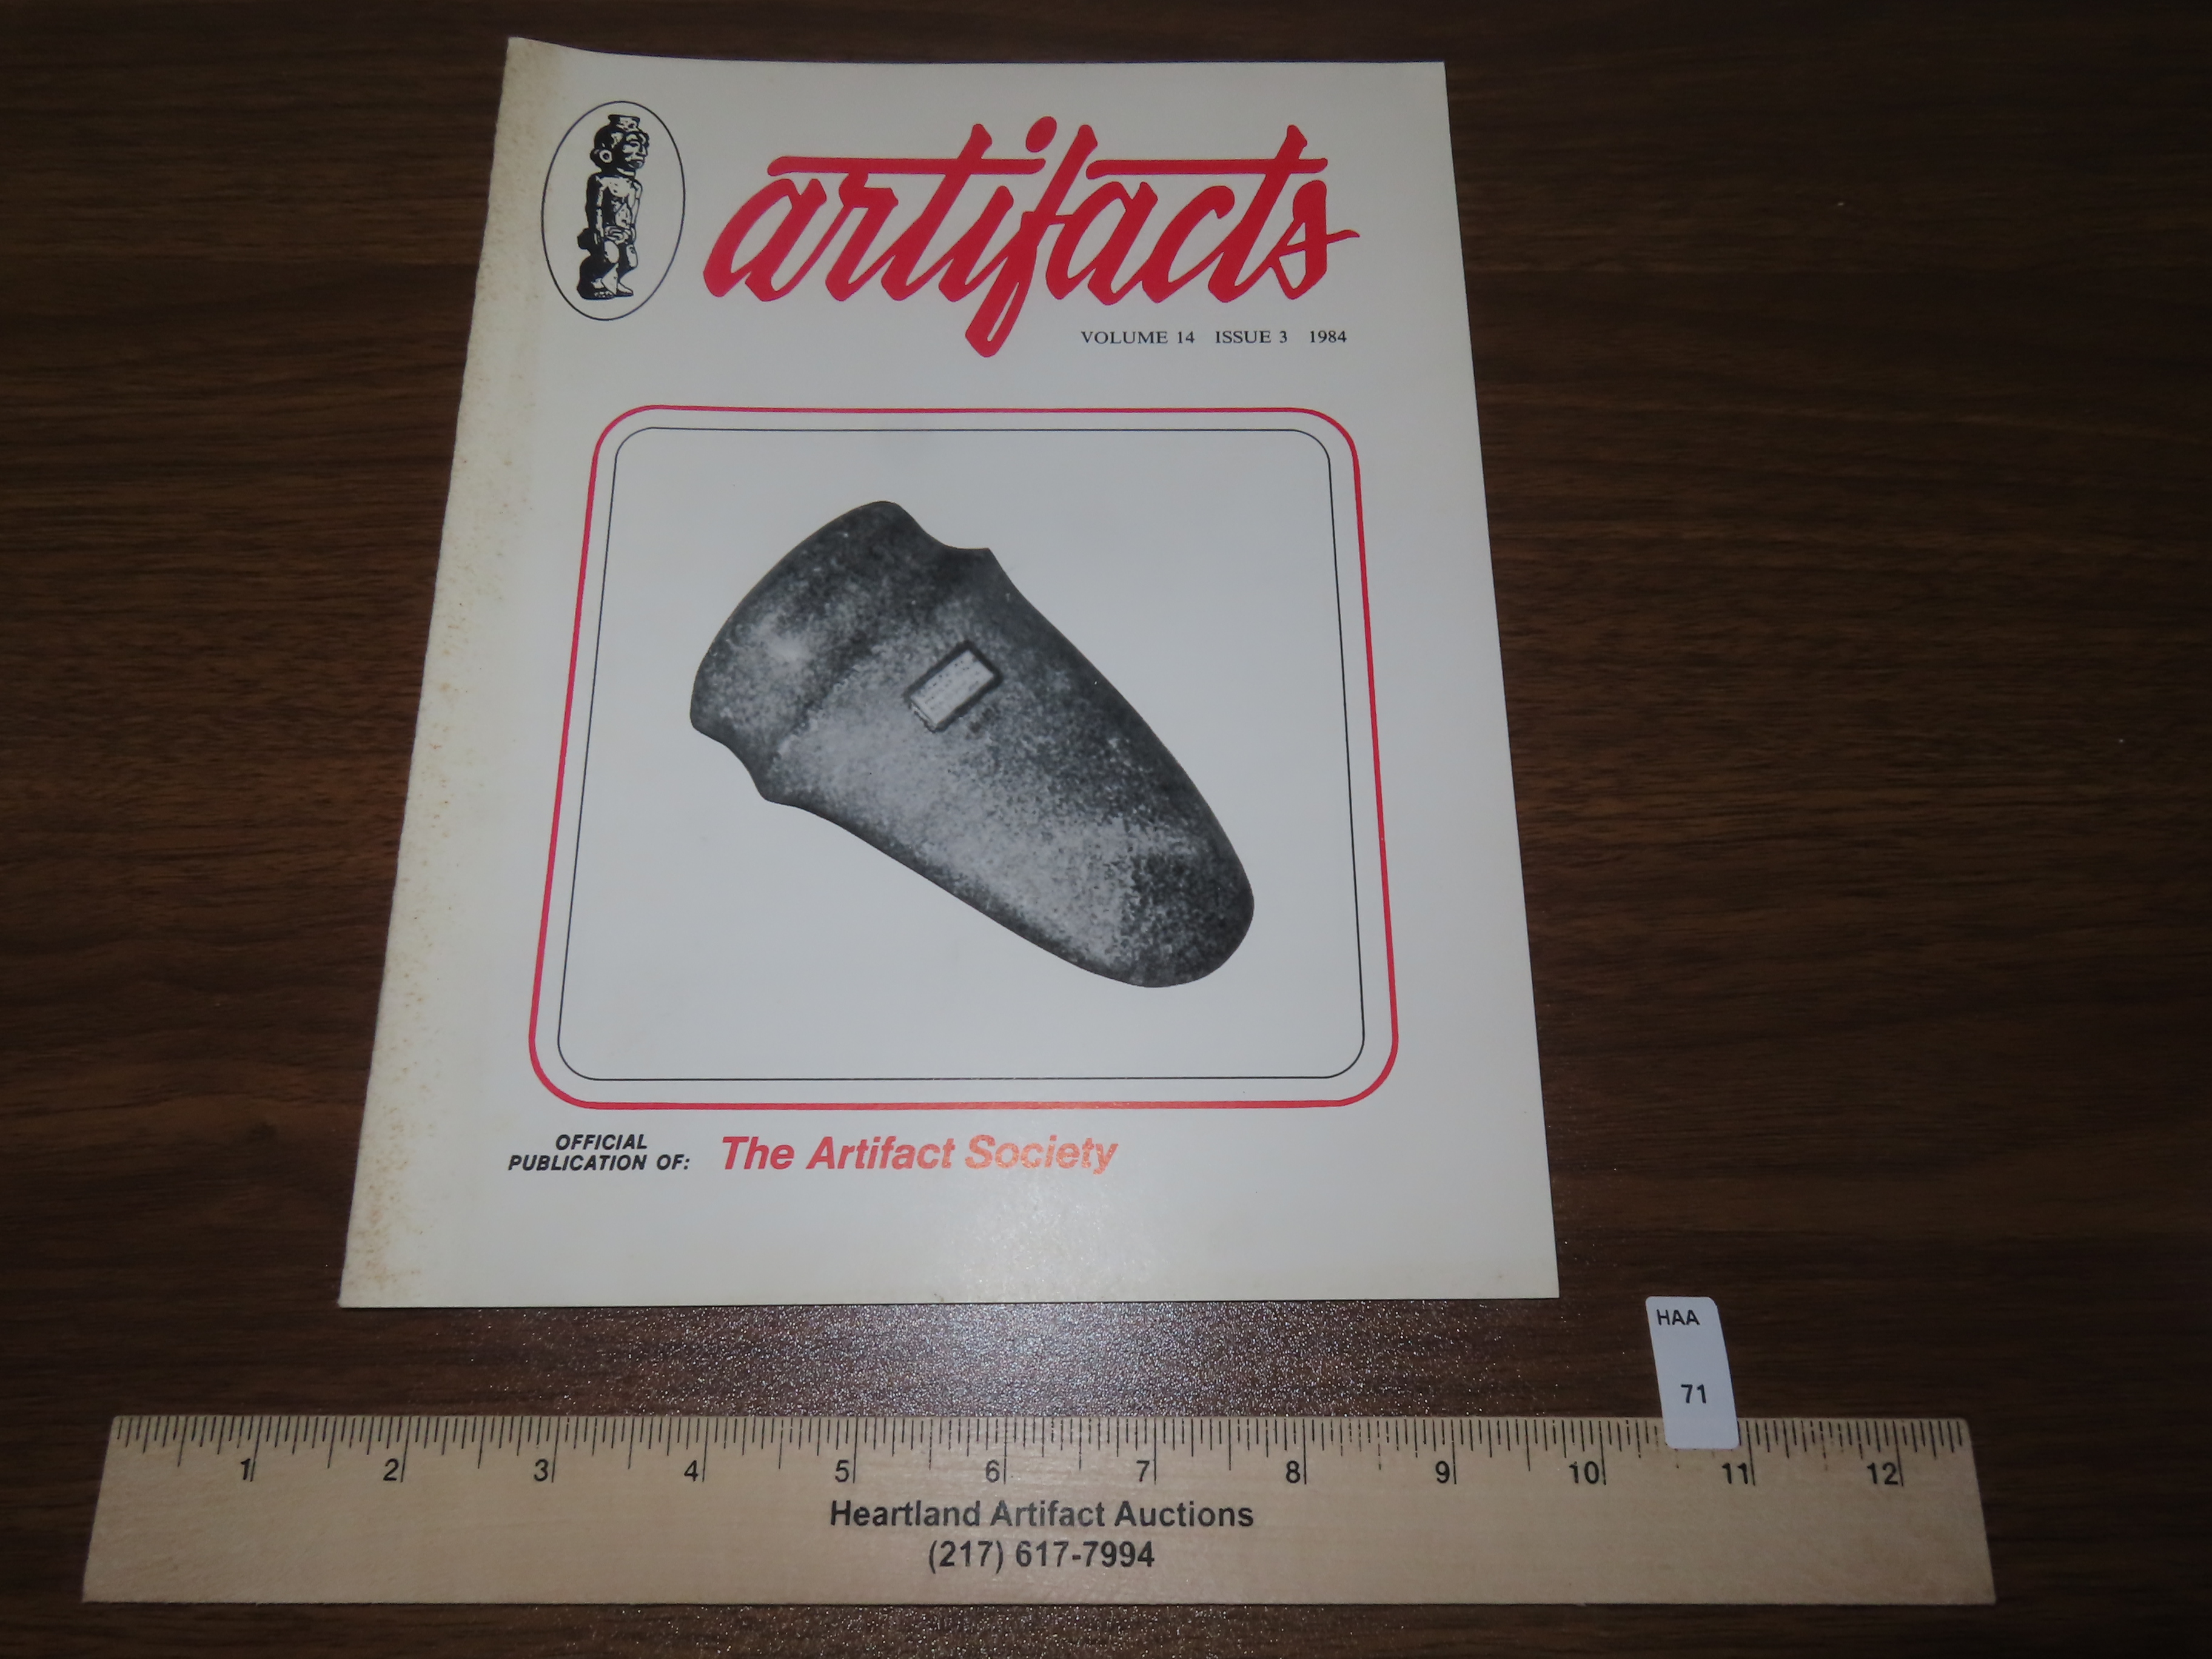 artifacts
VOLUME 14 ISSUE 3 1984
OFFICIAL
PUBLICATION OF:
The Artifact Society
HAA
71
1 2 3 4 5 6 7 8 9 10 11 12
Heartland Artifact Auctions
(217) 617-7994